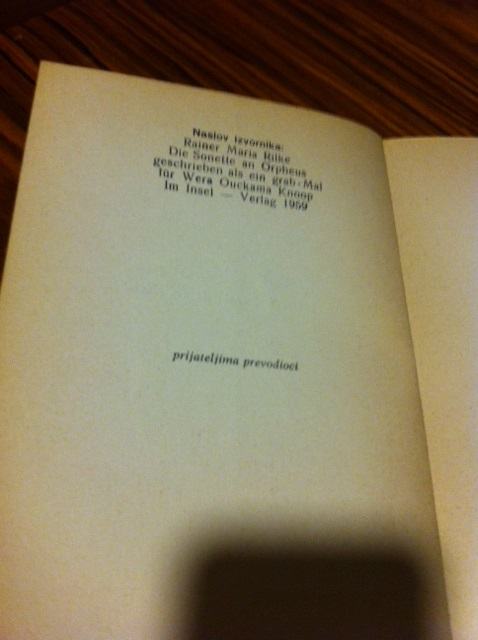 Naslov izvornika:
Rainer Maria Rilke
Die Sonette an Orpheus
geschrieben als ein grab-Mal
für Wera Ouckama Knoop
Im Insel — Verlag 1959
prijateljima prevodioci